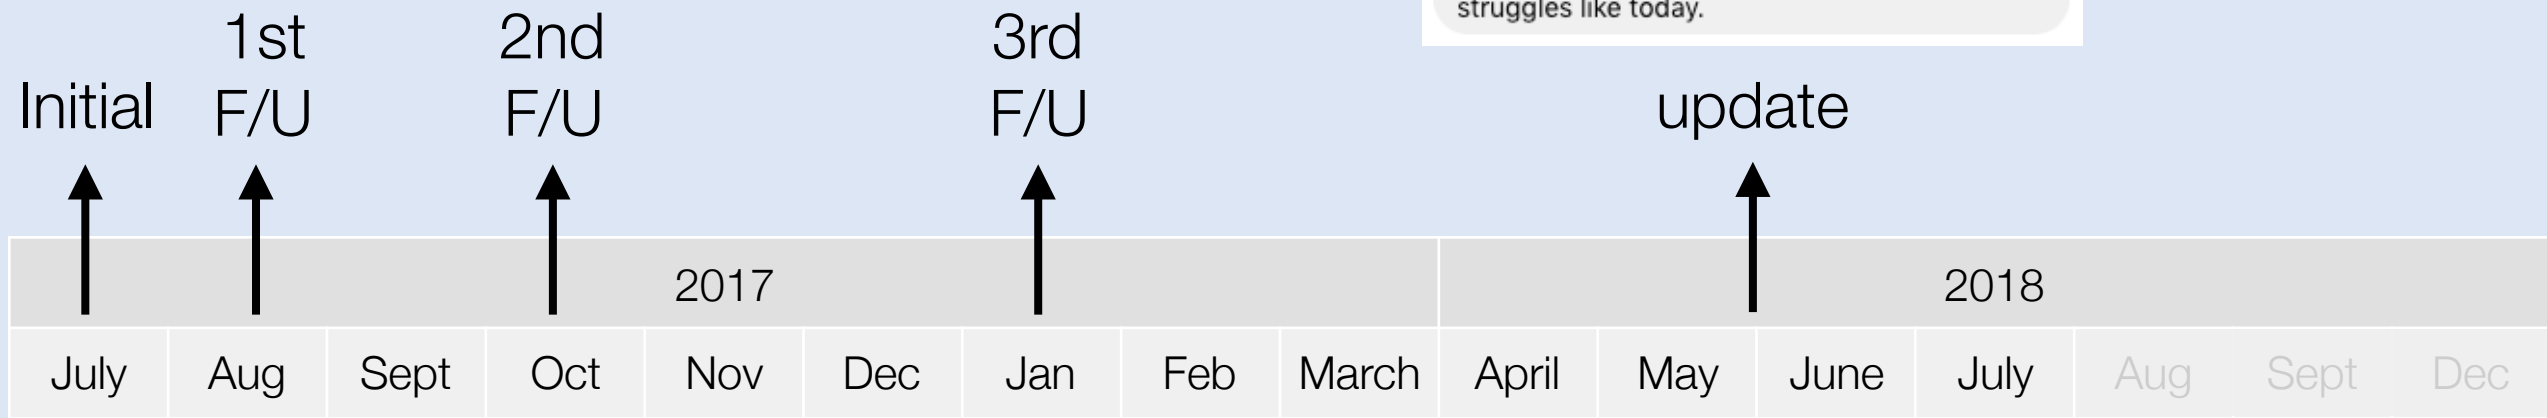 struggles like today.
1st 2nd 3rd
Initial F/U F/U F/U update
2017 2018
July Aug Sept Oct Nov Dec Jan Feb March April May June July Aug Sept Dec